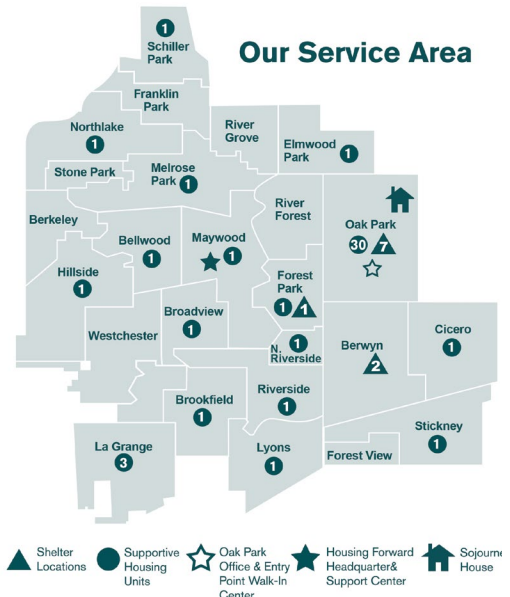 Our Service Area
1
Schiller
Park
Franklin
Park
River
Grove
Northlake
1
Elmwood
Park 1
Stone Park
Melrose
Park 1
Berkeley
River
Forest
Oak Park
30 7
Bellwood
1
Maywood
1
Hillside
1
Forest
Park
1 1
Broadview
1
Westchester
1
N.
Riverside
Berwyn
2
Cicero
1
Brookfield
1
Riverside
1
Stickney
1
La Grange
3
Lyons
1
Forest View
Shelter
Locations
Supportive
Housing
Units
Oak Park
Office & Entry
Point Walk-In
Center
Housing Forward
Headquarter&
Support Center
Sojourne
House